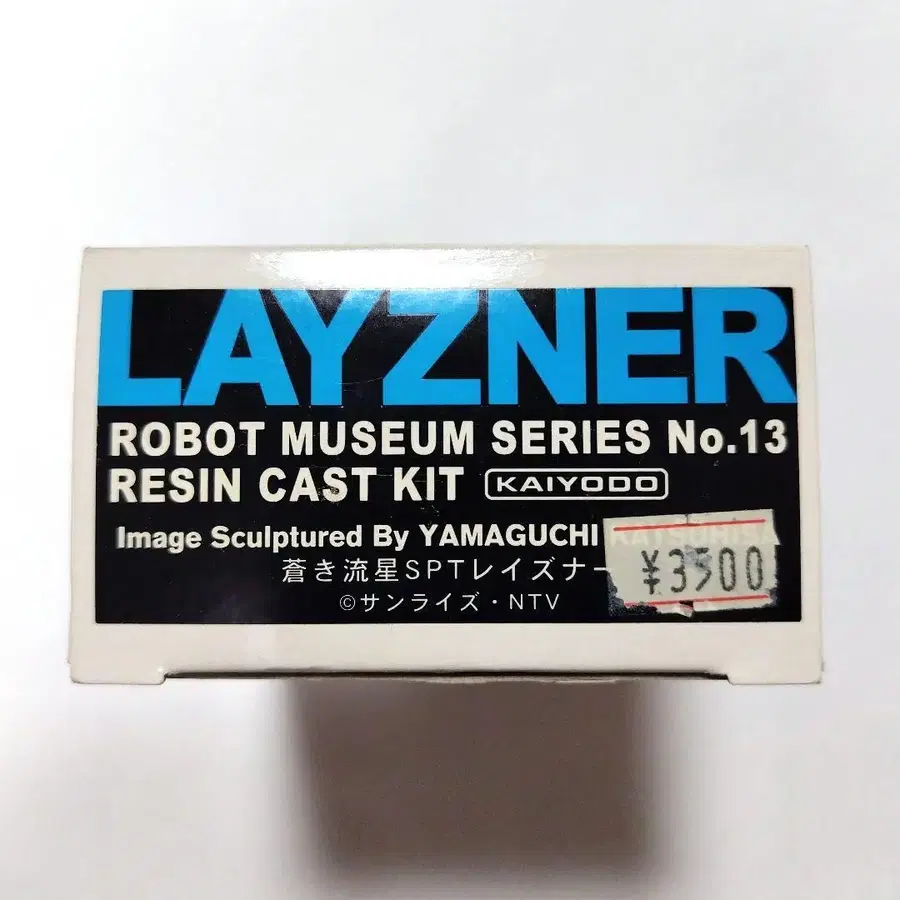 LAYZNER
ROBOT MUSEUM SERIES No.13
RESIN CAST KIT KAIYODO
Image Sculptured By YAMAGUCHI KATSUHISA
蒼き流星SPTレイズナー
¥3500
©サンライズ・NTV